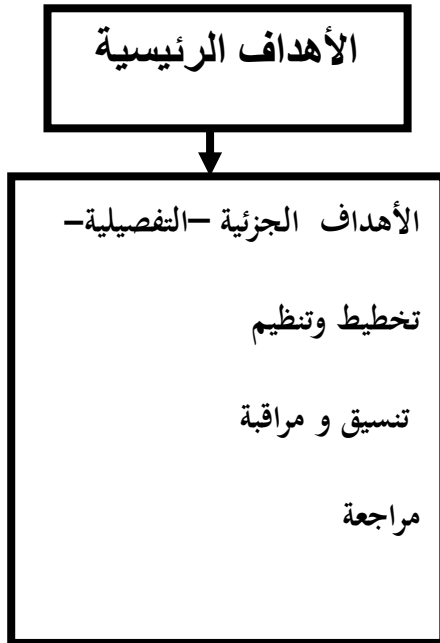 الأهداف الرئيسية
الأهداف الجزئية –التفصيلية–
تخطيط وتنظيم
تنسيق و مراقبة
مراجعة